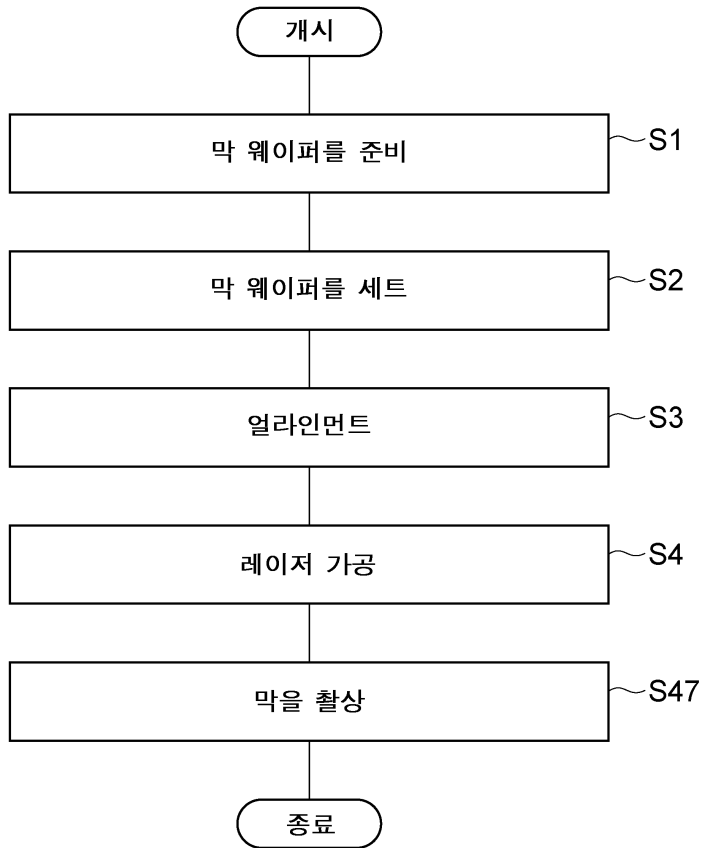 개시
막 웨이퍼를 준비 S1
막 웨이퍼를 세트 S2
얼라인먼트 S3
레이저 가공 S4
막을 촬상 S47
종료